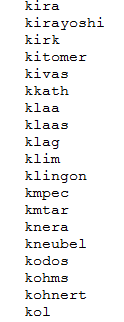 kira
kirayoshi
kirk
kitomer
kivas
kkath
klaa
klaas
klag
klim
klingon
kmpec
kmtar
knera
kneubel
kodos
kohms
kohnert
kol